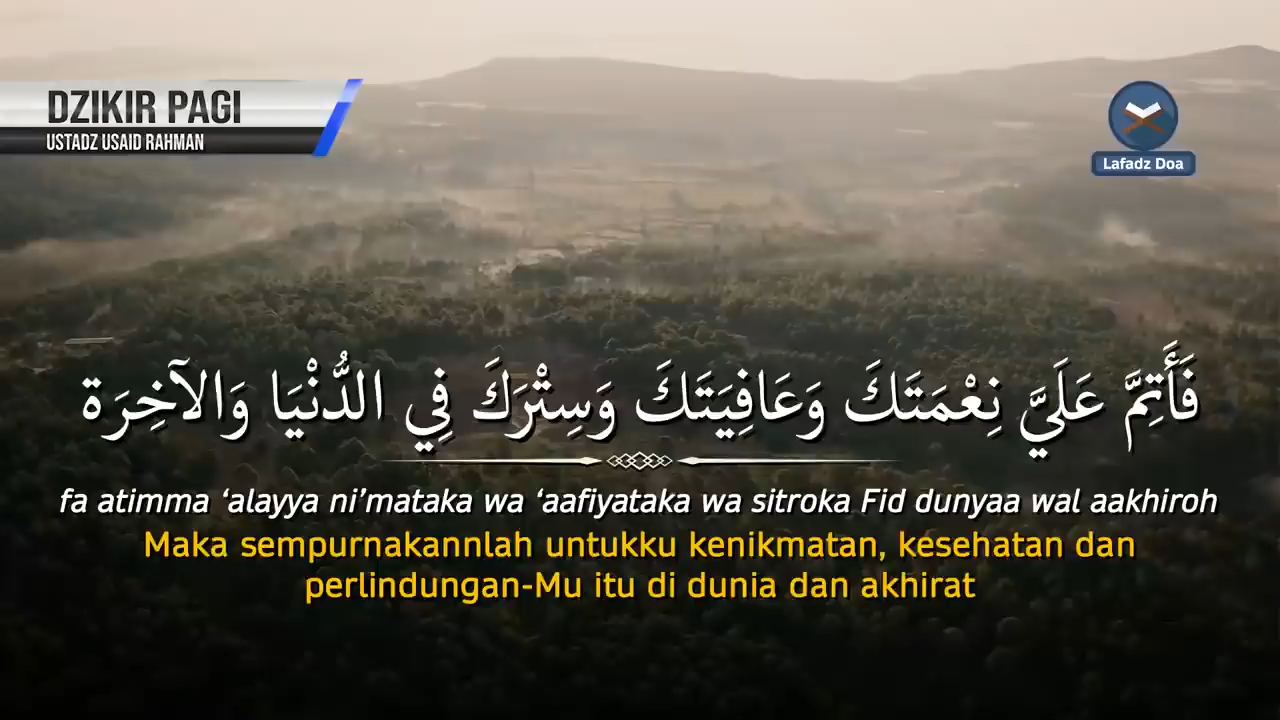 DZIKIR PAGI
USTADZ USAID RAHMAN
Lafadz Doa
فَأَتِمَّ عَلَيَّ نِعْمَتَكَ وَعَافِيَتَكَ وَسِتْرَكَ فِي الدُّنْيَا وَالآخِرَة
fa atimma ‘alayya ni’mataka wa ‘aafiyataka wa sitroka Fid dunyaa wal aakhiroh
Maka sempurnakannlah untukku kenikmatan, kesehatan dan
perlindungan-Mu itu di dunia dan akhirat